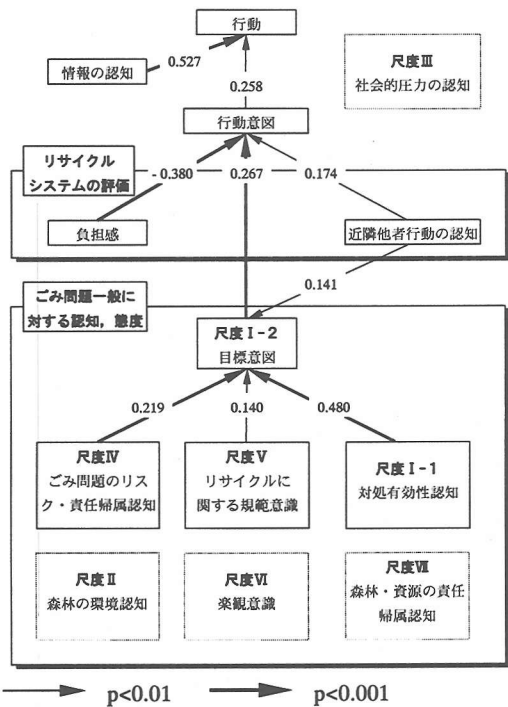 行動
尺度Ⅲ
社会的圧力の認知
0.527
情報の認知
0.258
行動意図
リサイクル
システムの評価
- 0.380
0.267
0.174
負担感
近隣他者行動の認知
ごみ問題一般に
対する認知，態度
0.141
尺度Ⅰ-2
目標意図
0.219
0.140
0.480
尺度Ⅳ
ごみ問題のリス
ク・責任帰属認知
尺度Ⅴ
リサイクルに
関する規範意識
尺度Ⅰ-1
対処有効性認知
尺度Ⅱ
森林の環境認知
尺度Ⅵ
楽観意識
尺度Ⅶ
森林・資源の責任
帰属認知
p<0.01
p<0.001